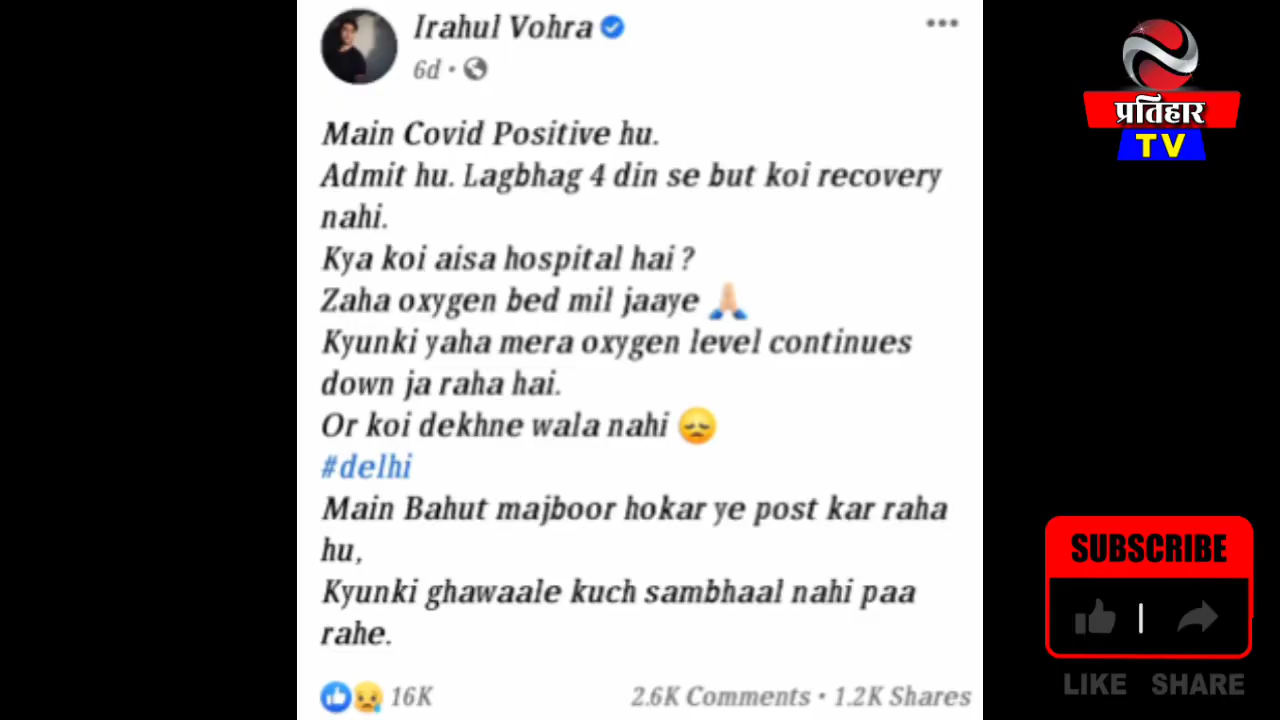 Irahul Vohra
6d
Main Covid Positive hu.
Admit hu. Lagbhag 4 din se but koi recovery
nahi.
Kya koi aisa hospital hai ?
Zaha oxygen bed mil jaaye 🙏
Kyunki yaha mera oxygen level continues
down ja raha hai.
Or koi dekhne wala nahi 😞
#delhi
Main Bahut majboor hokar ye post kar raha
hu,
Kyunki ghawaale kuch sambhaal nahi paa
rahe.
16K
2.6K Comments • 1.2K Shares
प्रतिहार
TV
SUBSCRIBE
LIKE SHARE